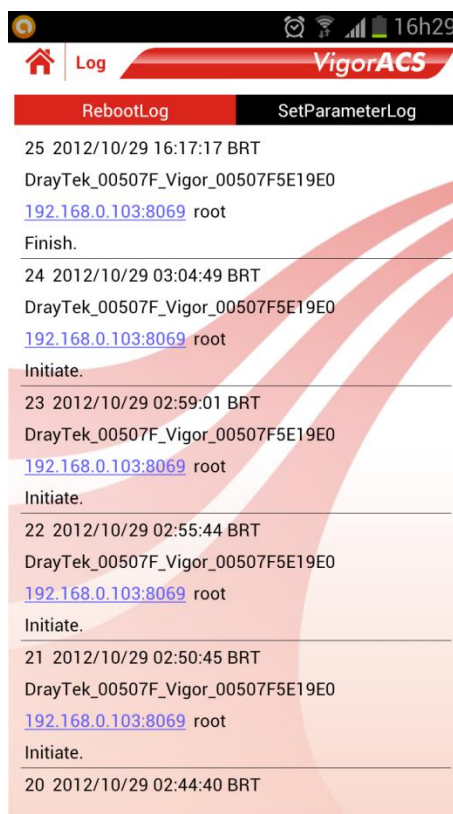 16h29
Log
VigorACS
RebootLog SetParameterLog
25 2012/10/29 16:17:17 BRT
DrayTek_00507F_Vigor_00507F5E19E0
192.168.0.103:8069 root
Finish.
24 2012/10/29 03:04:49 BRT
DrayTek_00507F_Vigor_00507F5E19E0
192.168.0.103:8069 root
Initiate.
23 2012/10/29 02:59:01 BRT
DrayTek_00507F_Vigor_00507F5E19E0
192.168.0.103:8069 root
Initiate.
22 2012/10/29 02:55:44 BRT
DrayTek_00507F_Vigor_00507F5E19E0
192.168.0.103:8069 root
Initiate.
21 2012/10/29 02:50:45 BRT
DrayTek_00507F_Vigor_00507F5E19E0
192.168.0.103:8069 root
Initiate.
20 2012/10/29 02:44:40 BRT